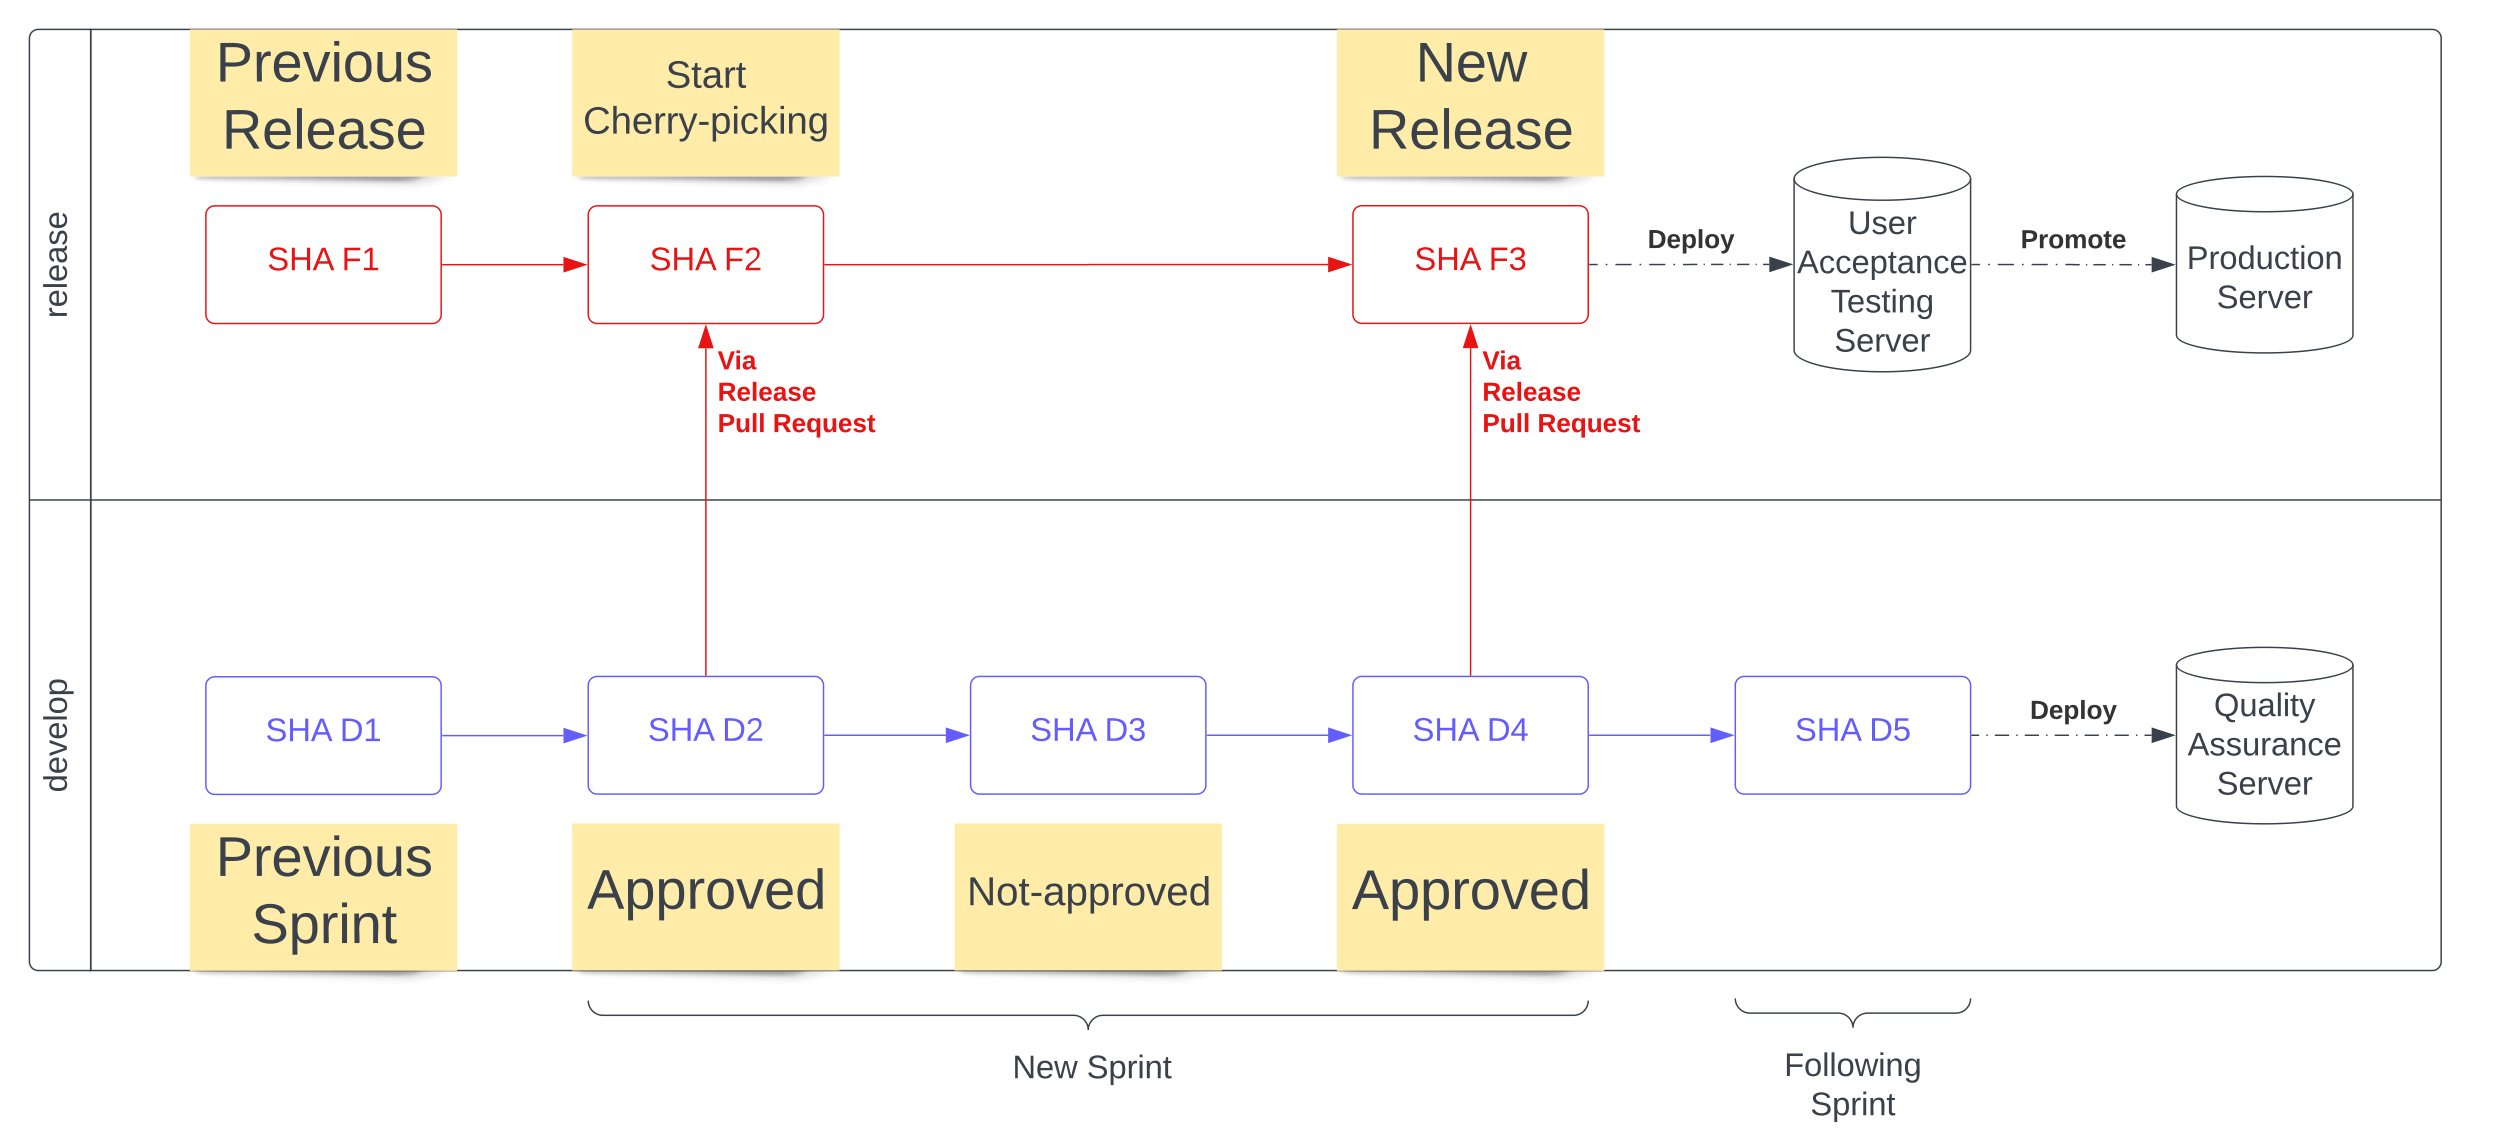 release
Previous
Release
Start
Cherry-picking
New
Release
SHA F1
SHA F2
SHA F3
Deploy
User
Acceptance
Testing
Server
Promote
Production
Server
Via
Release
Pull Request
Via
Release
Pull Request
develop
SHA D1
SHA D2
SHA D3
SHA D4
SHA D5
Deploy
Quality
Assurance
Server
Previous
Sprint
Approved
Not-approved
Approved
New Sprint
Following
Sprint